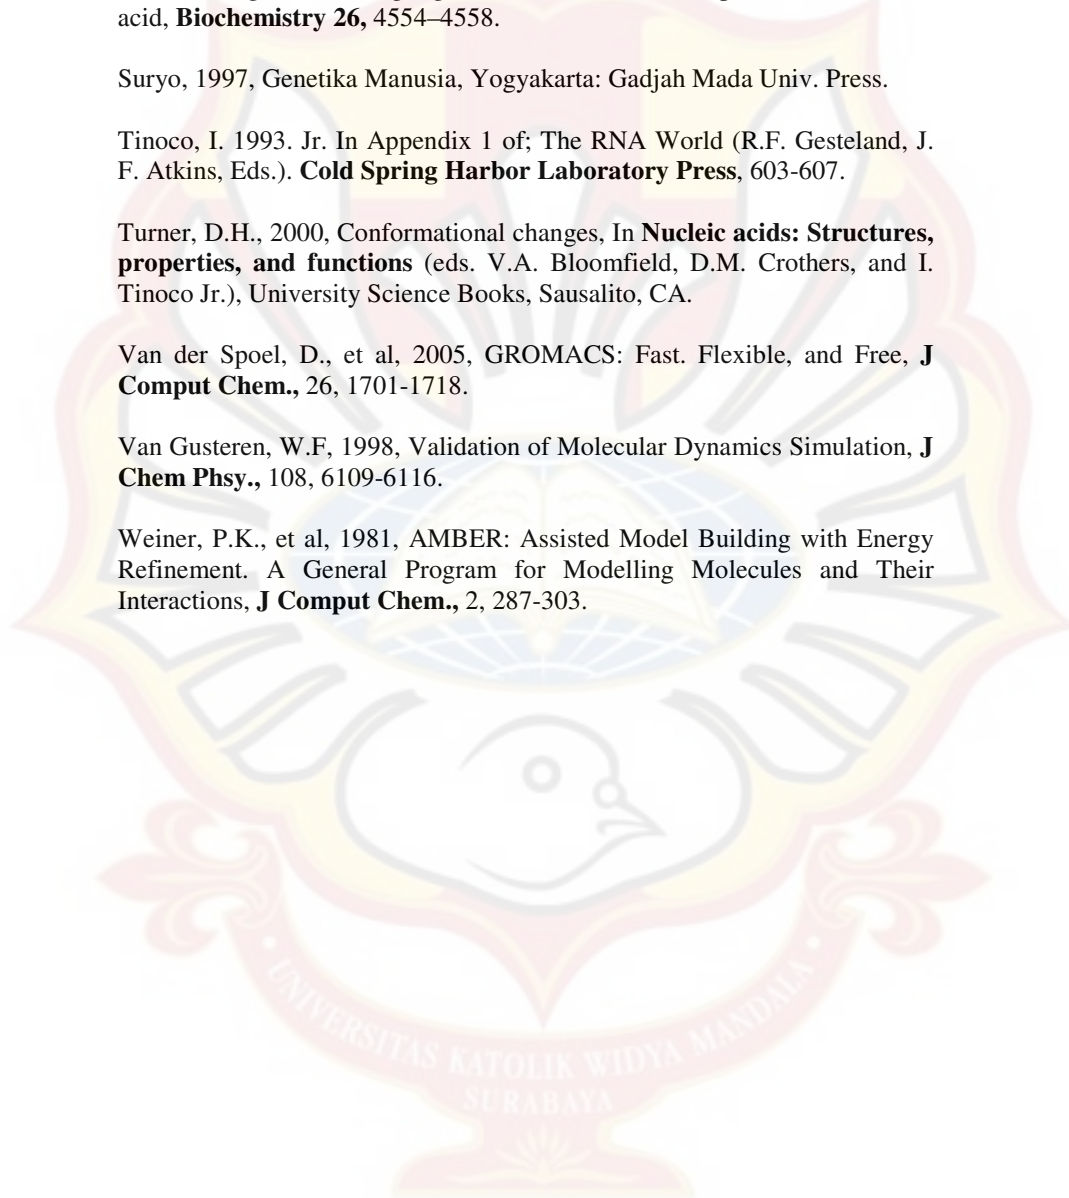 acid, Biochemistry 26, 4554–4558.
Suryo, 1997, Genetika Manusia, Yogyakarta: Gadjah Mada Univ. Press.
Tinoco, I. 1993. Jr. In Appendix 1 of; The RNA World (R.F. Gesteland, J.
F. Atkins, Eds.). Cold Spring Harbor Laboratory Press, 603-607.
Turner, D.H., 2000, Conformational changes, In Nucleic acids: Structures,
properties, and functions (eds. V.A. Bloomfield, D.M. Crothers, and I.
Tinoco Jr.), University Science Books, Sausalito, CA.
Van der Spoel, D., et al, 2005, GROMACS: Fast. Flexible, and Free, J
Comput Chem., 26, 1701-1718.
Van Gusteren, W.F, 1998, Validation of Molecular Dynamics Simulation, J
Chem Phsy., 108, 6109-6116.
Weiner, P.K., et al, 1981, AMBER: Assisted Model Building with Energy
Refinement. A General Program for Modelling Molecules and Their
Interactions, J Comput Chem., 2, 287-303.
UNIVERSITAS KATOLIK WIDYA MANDALA
SURABAYA